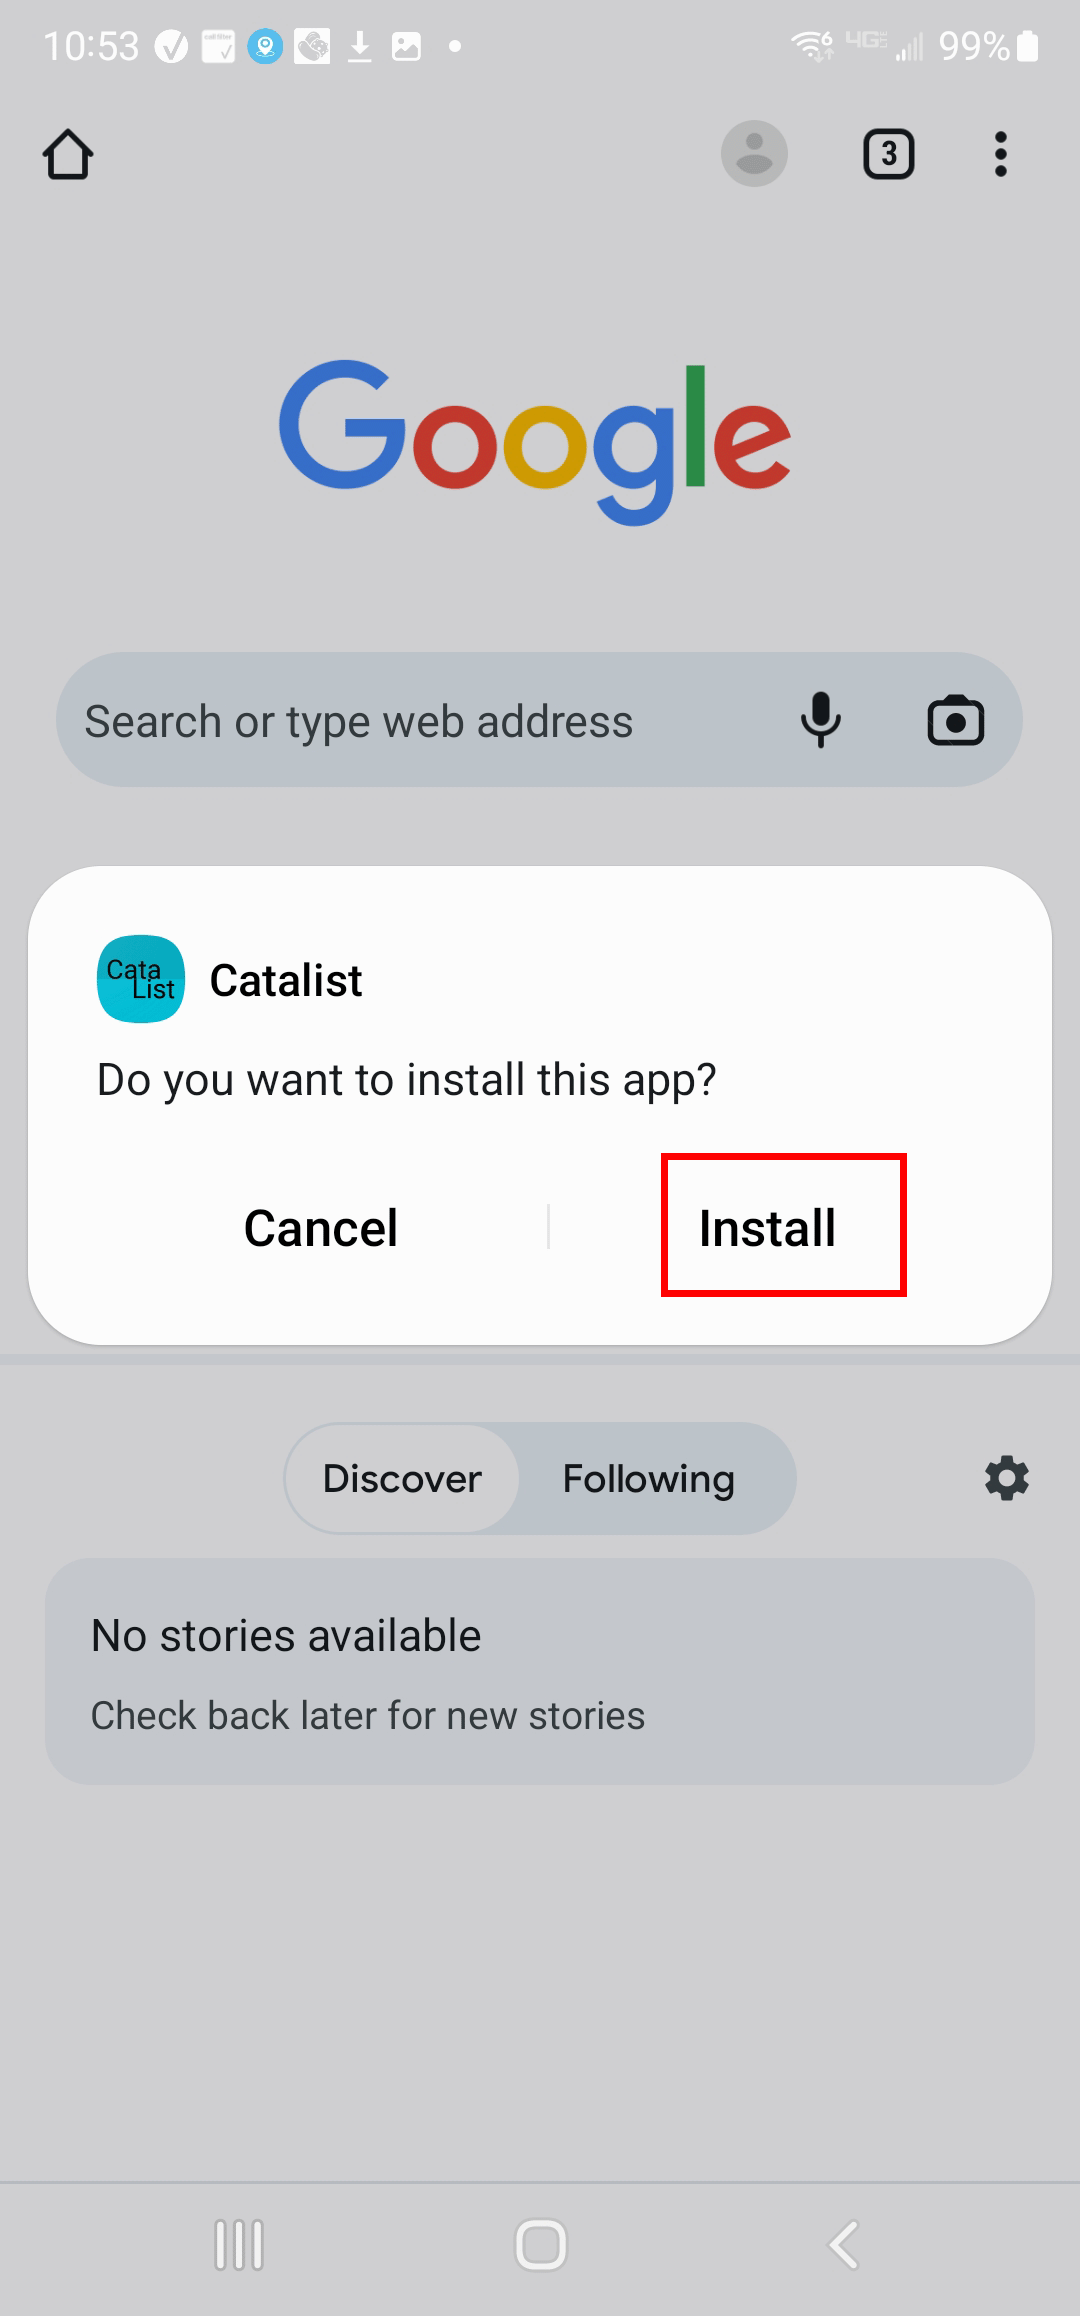 10:53 4G LTE 99%
3
Google
Search or type web address
Cata
List
Catalist
Do you want to install this app?
Cancel Install
Discover Following
No stories available
Check back later for new stories